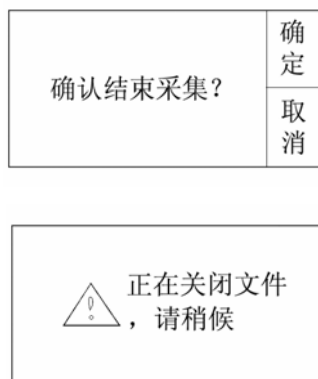 确认结束采集？
确定
取消
正在关闭文件
，请稍候